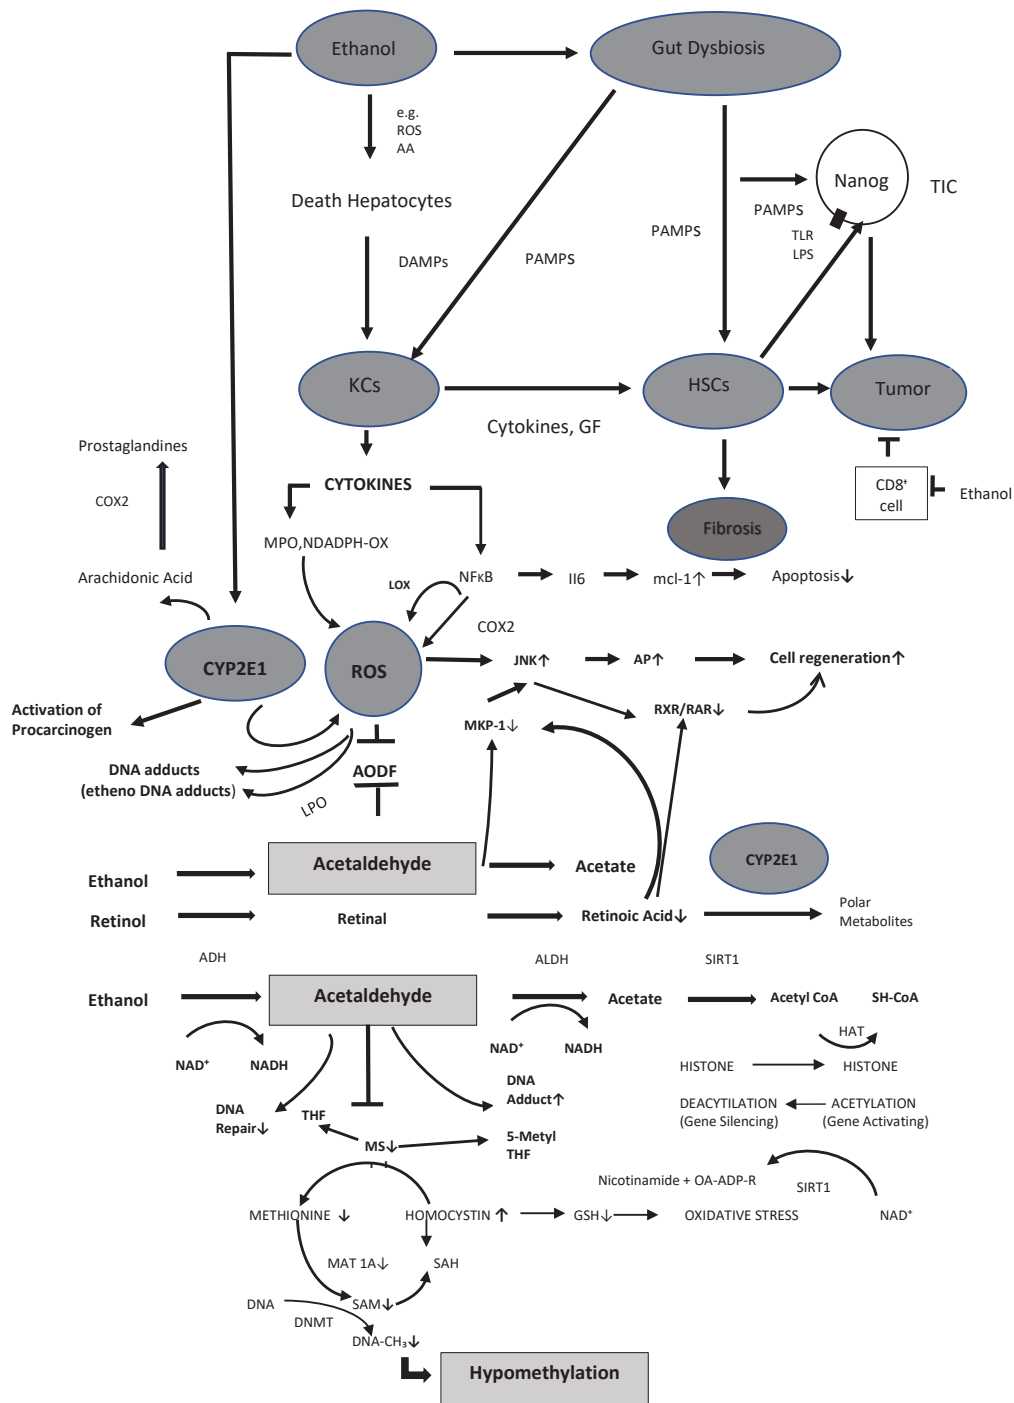 Ethanol
Gut Dysbiosis
e.g.
ROS
AA
Nanog
TIC
Death Hepatocytes
PAMPS
PAMPS
TLR
LPS
DAMPs
PAMPS
KCs
HSCs
Tumor
Cytokines, GF
Prostaglandines
COX2
CYTOKINES
CD8⁺
cell
Ethanol
Fibrosis
MPO,NDADPH-OX
Arachidonic Acid
LOX
NFκB
Il6
mcl-1↑
Apoptosis↓
COX2
CYP2E1
ROS
JNK↑
AP↑
Cell regeneration↑
Activation of
Procarcinogen
MKP-1↓
RXR/RAR↓
DNA adducts
(etheno DNA adducts)
AODF
LPO
Ethanol
Acetaldehyde
Acetate
CYP2E1
Retinol
Retinal
Retinoic Acid↓
Polar
Metabolites
ADH
ALDH
SIRT1
Ethanol
Acetaldehyde
Acetate
Acetyl CoA
SH-CoA
HAT
NAD⁺
NADH
NAD⁺
NADH
HISTONE
HISTONE
DNA
Adduct↑
DNA
Repair↓
THF
DEACYTILATION
(Gene Silencing)
ACETYLATION
(Gene Activating)
MS↓
5-Metyl
THF
Nicotinamide + OA-ADP-R
SIRT1
METHIONINE ↓
HOMOCYSTIN ↑
GSH↓
OXIDATIVE STRESS
NAD⁺
MAT 1A↓
SAH
DNA
SAM↓
DNMT
DNA-CH₃↓
Hypomethylation